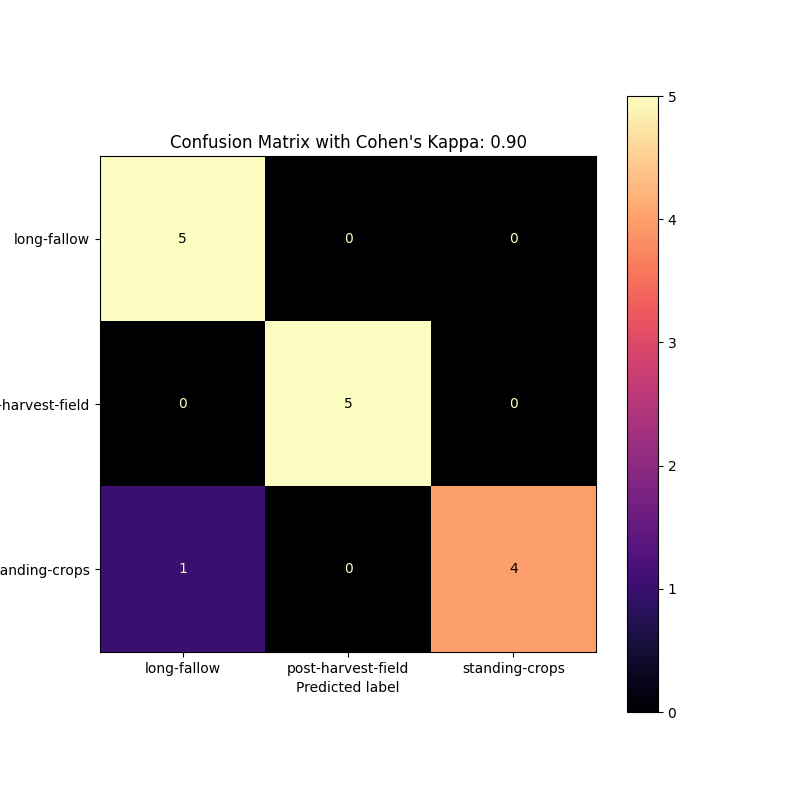 Confusion Matrix with Cohen's Kappa: 0.90
5
long-fallow 5 0 0
4
3
-harvest-field 0 5 0
2
anding-crops 1 0 4
1
long-fallow post-harvest-field standing-crops
Predicted label
0